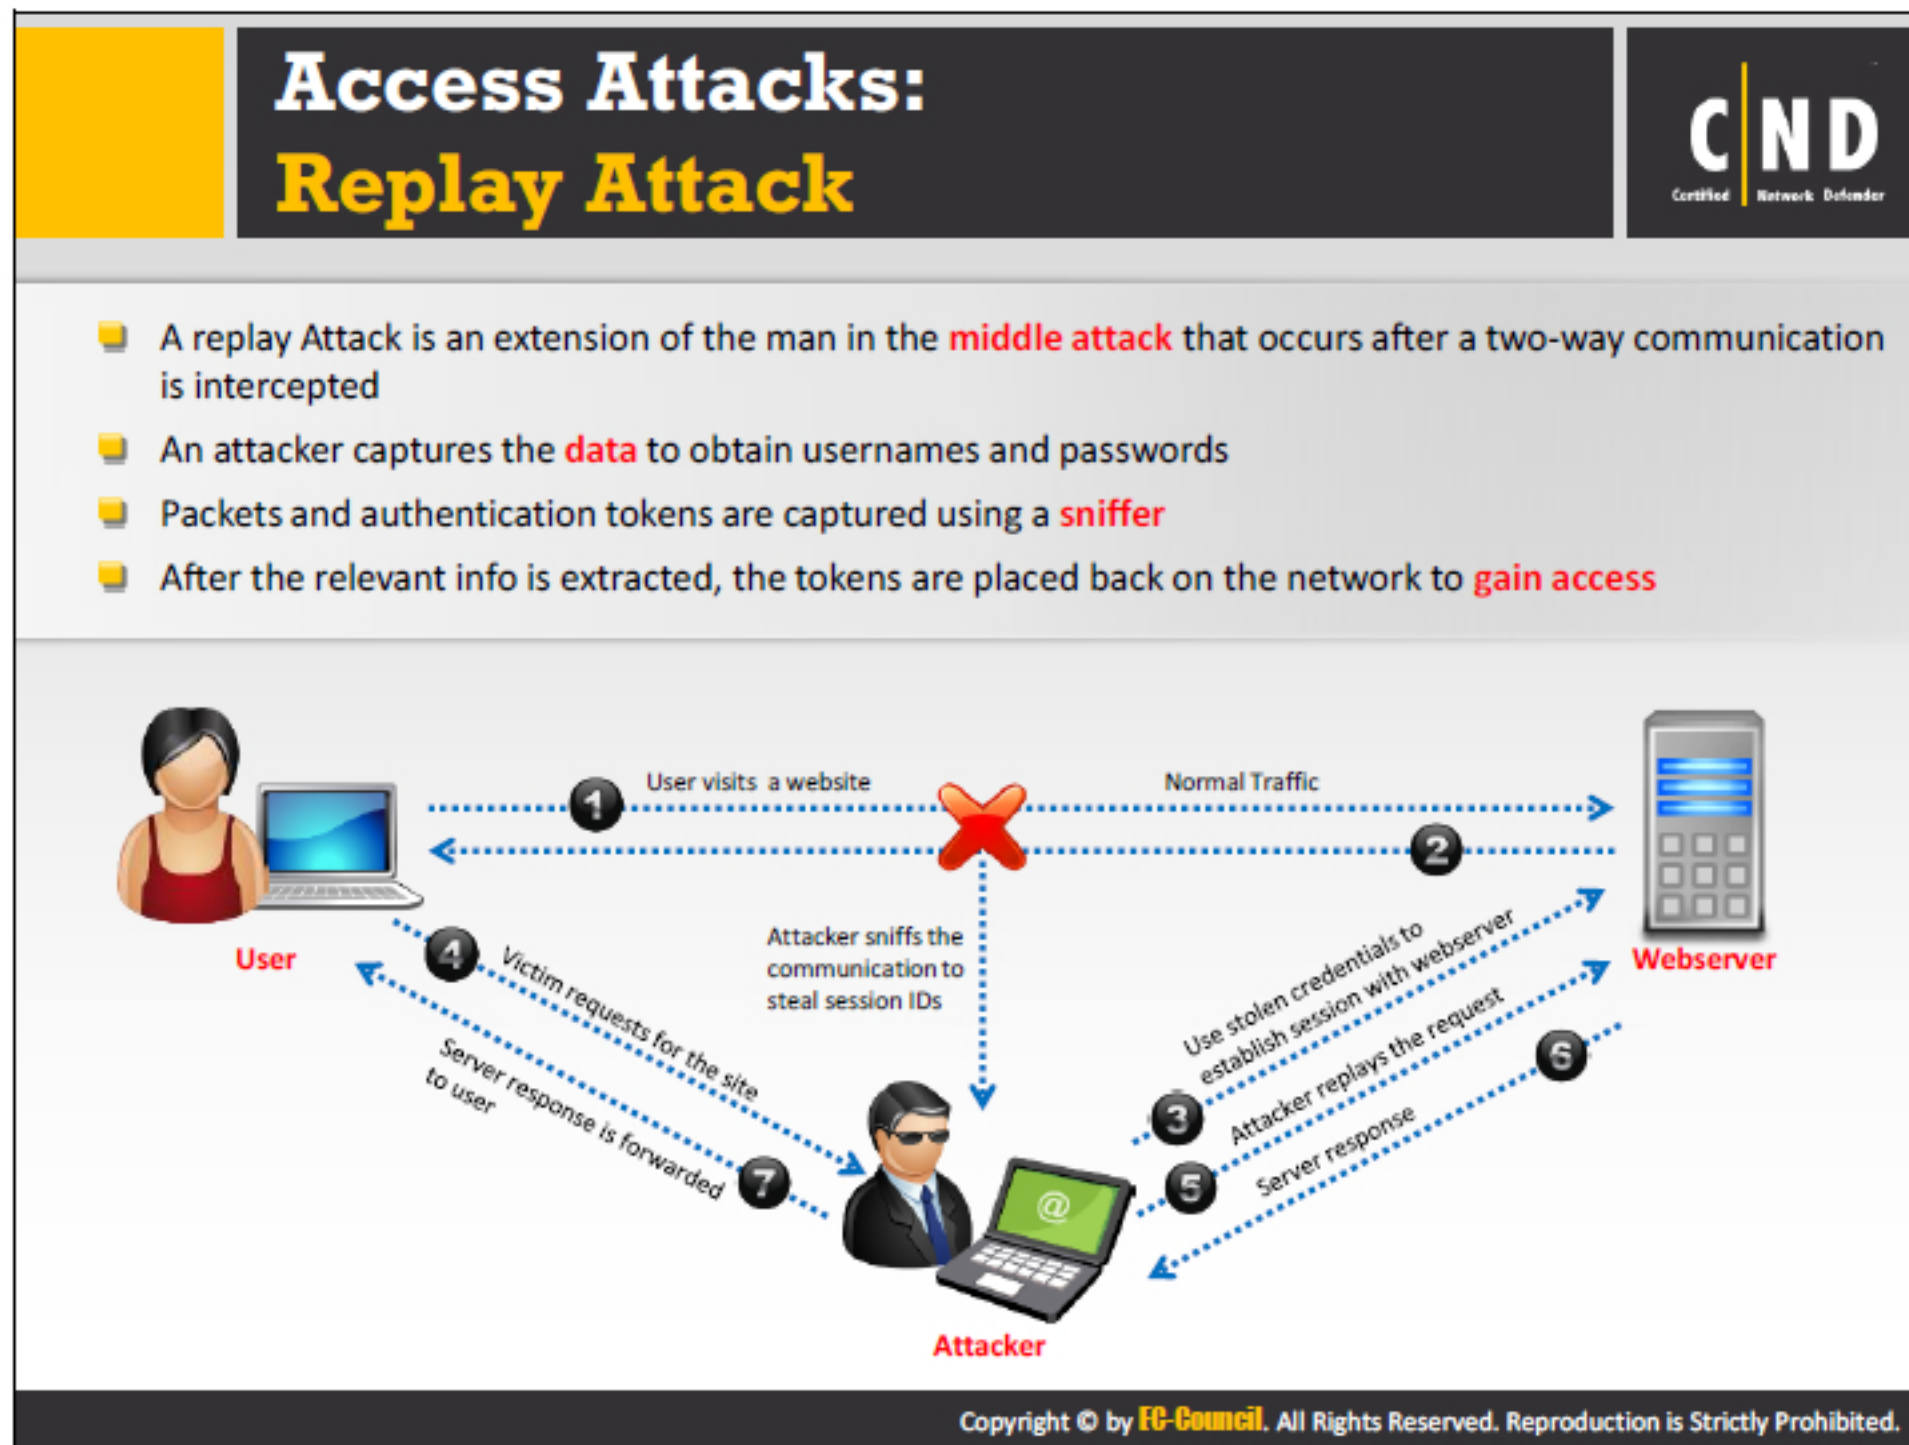 Access Attacks:
Replay Attack
C|ND
Certified Network Defender
A replay Attack is an extension of the man in the middle attack that occurs after a two-way communication
is intercepted
An attacker captures the data to obtain usernames and passwords
Packets and authentication tokens are captured using a sniffer
After the relevant info is extracted, the tokens are placed back on the network to gain access
1
User visits a website
Normal Traffic
2
User
Webserver
Attacker sniffs the
communication to
steal session IDs
3
Use stolen credentials to
establish session with webserver
4
Victim requests for the site
5
Attacker replays the request
6
Server response
7
Server response is forwarded
to user
@
Attacker
Copyright © by EC-Council. All Rights Reserved. Reproduction is Strictly Prohibited.